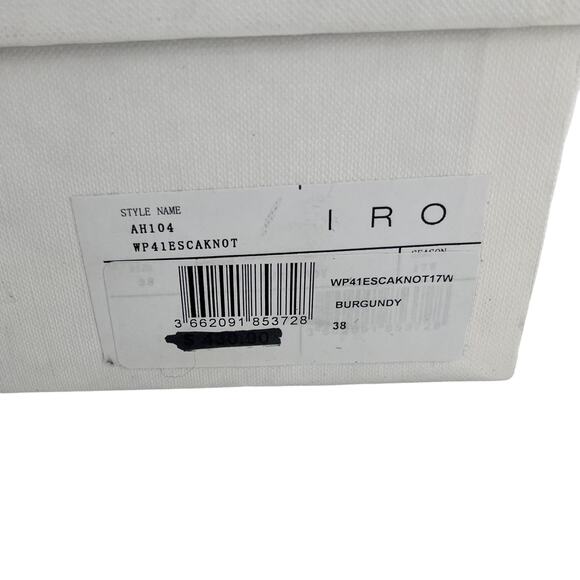 STYLE NAME
AH104
WP41ESCAKNOT
IRO
SEASON
WP41ESCAKNOT17W
BURGUNDY
38
3 662091 853728